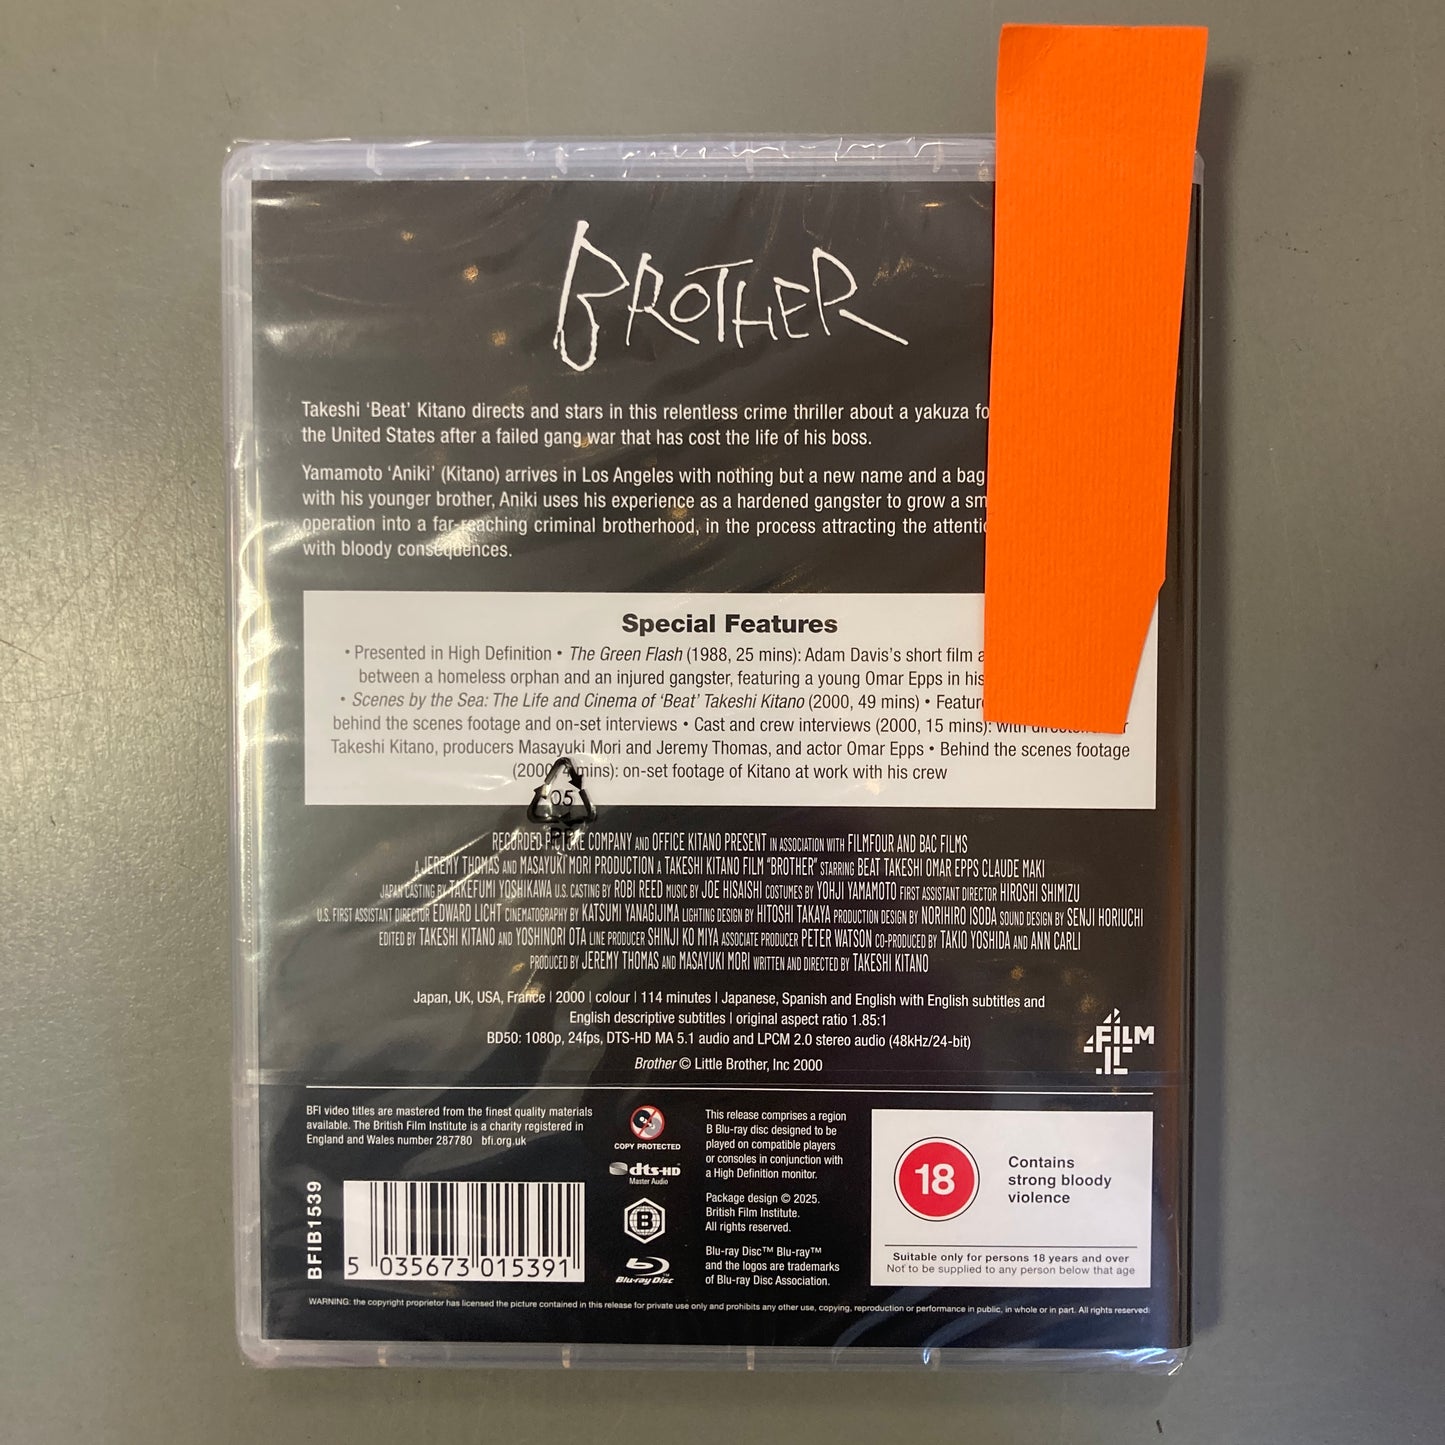 BROTHER
Takeshi ‘Beat’ Kitano directs and stars in this relentless crime thriller about a yakuza
the United States after a failed gang war that has cost the life of his boss.
Yamamoto ‘Aniki’ (Kitano) arrives in Los Angeles with nothing but a new name and a bag
with his younger brother, Aniki uses his experience as a hardened gangster to grow a
operation into a far-reaching criminal brotherhood, in the process attracting the
with bloody consequences.
Special Features
• Presented in High Definition • The Green Flash (1988, 25 mins): Adam Davis’s short film
between a homeless orphan and an injured gangster, featuring a young Omar Epps in his
• Scenes by the Sea: The Life and Cinema of ‘Beat’ Takeshi Kitano (2000, 49 mins) •
behind the scenes footage and on-set interviews • Cast and crew interviews (2000, 15 mins): with
Takeshi Kitano, producers Masayuki Mori and Jeremy Thomas, and actor Omar Epps • Behind the scenes footage
(2000, 4 mins): on-set footage of Kitano at work with his crew
05
PP
RECORDED PICTURE COMPANY AND OFFICE KITANO PRESENT IN ASSOCIATION WITH FILMFOUR AND BAC FILMS
A JEREMY THOMAS AND MASAYUKI MORI PRODUCTION A TAKESHI KITANO FILM “BROTHER” STARRING BEAT TAKESHI OMAR EPPS CLAUDE MAKI
JAPAN CASTING BY TAKEFUMI YOSHIKAWA U.S. CASTING BY ROBI REED MUSIC BY JOE HISAISHI COSTUMES BY YOHJI YAMAMOTO FIRST ASSISTANT DIRECTOR HIROSHI SHIMIZU
U.S. FIRST ASSISTANT DIRECTOR EDWARD LICHT CINEMATOGRAPHY BY KATSUMI YANAGIJIMA LIGHTING DESIGN BY HITOSHI TAKAYA PRODUCTION DESIGN BY NORIHIRO ISODA SOUND DESIGN BY SENJI HORIUCHI
EDITED BY TAKESHI KITANO AND YOSHINORI OTA LINE PRODUCER SHINJI KO MIYA ASSOCIATE PRODUCER PETER WATSON CO-PRODUCED BY TAKIO YOSHIDA AND ANN CARLI
PRODUCED BY JEREMY THOMAS AND MASAYUKI MORI WRITTEN AND DIRECTED BY TAKESHI KITANO
Japan, UK, USA, France | 2000 | colour | 114 minutes | Japanese, Spanish and English with English subtitles and
English descriptive subtitles | original aspect ratio 1.85:1
BD50: 1080p, 24fps, DTS-HD MA 5.1 audio and LPCM 2.0 stereo audio (48kHz/24-bit)
Brother © Little Brother, Inc 2000
FILM4
BFI video titles are mastered from the finest quality materials
available. The British Film Institute is a charity registered in
England and Wales number 287780 bfi.org.uk
BFIB1539
5 035673 015391
COPY PROTECTED
dts-HD
Master Audio
B
Blu-ray Disc
This release comprises a region
B Blu-ray disc designed to be
played on compatible players
or consoles in conjunction with
a High Definition monitor.
Package design © 2025.
British Film Institute.
All rights reserved.
Blu-ray Disc™ Blu-ray™
and the logos are trademarks
of Blu-ray Disc Association.
18
Contains
strong bloody
violence
Suitable only for persons 18 years and over
Not to be supplied to any person below that age
WARNING: the copyright proprietor has licensed the picture contained in this release for private use only and prohibits any other use, copying, reproduction or performance in public, in whole or in part. All rights reserved.